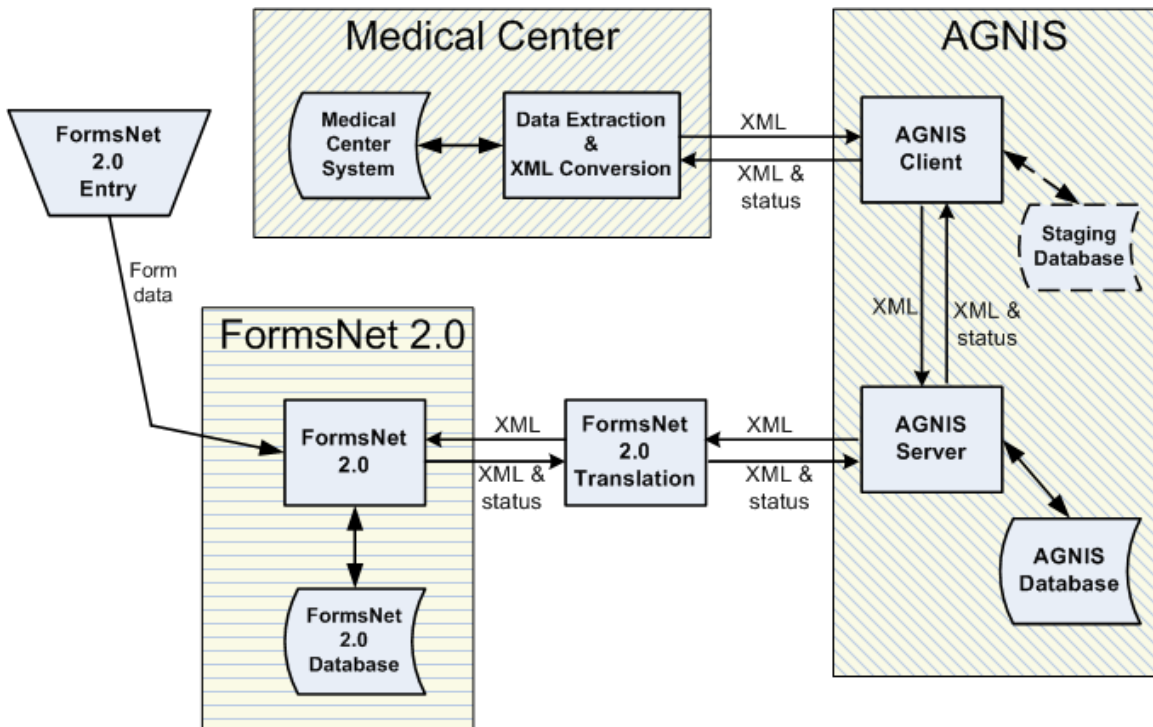 Medical Center
AGNIS
FormsNet
2.0
Entry
Medical
Center
System
Data Extraction
&
XML Conversion
XML
XML &
status
AGNIS
Client
Staging
Database
Form
data
XML
XML &
status
FormsNet 2.0
FormsNet
2.0
XML
XML &
status
FormsNet
2.0
Translation
XML
XML &
status
AGNIS
Server
AGNIS
Database
FormsNet
2.0
Database